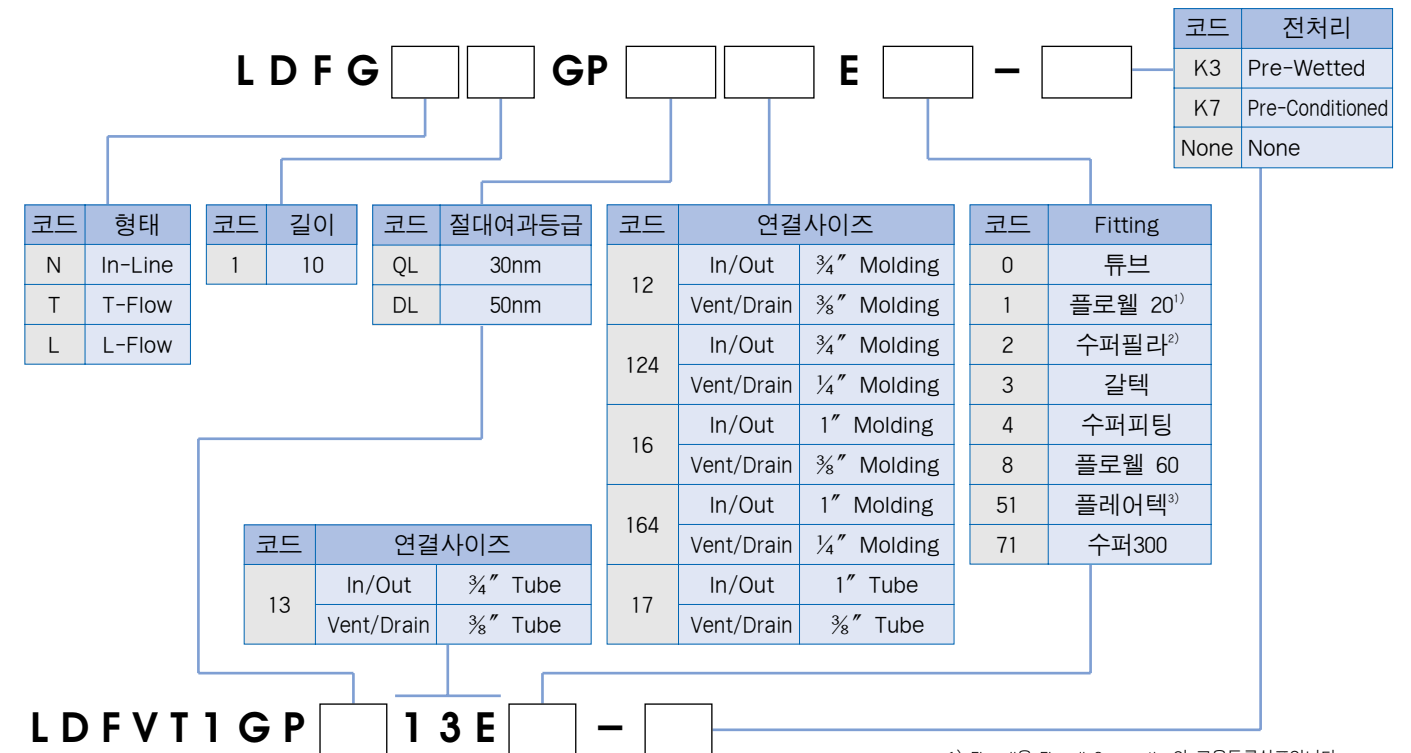 코드 전처리
K3 Pre-Wetted
K7 Pre-Conditioned
None None
LDFG GP E –
코드 형태
N In-Line
T T-Flow
L L-Flow
코드 길이
1 10
코드 절대여과등급
QL 30nm
DL 50nm
코드 연결사이즈
12 In/Out ¾″ Molding
Vent/Drain ⅜″ Molding
124 In/Out ¾″ Molding
Vent/Drain ¼″ Molding
16 In/Out 1″ Molding
Vent/Drain ⅜″ Molding
164 In/Out 1″ Molding
Vent/Drain ¼″ Molding
17 In/Out 1″ Tube
Vent/Drain ⅜″ Tube
코드 Fitting
0 튜브
1 플로웰 20¹⁾
2 수퍼필라²⁾
3 갈텍
4 수퍼피팅
8 플로웰 60
51 플레어텍³⁾
71 수퍼300
코드 연결사이즈
13 In/Out ¾″ Tube
Vent/Drain ⅜″ Tube
LDFVT1GP 13E –